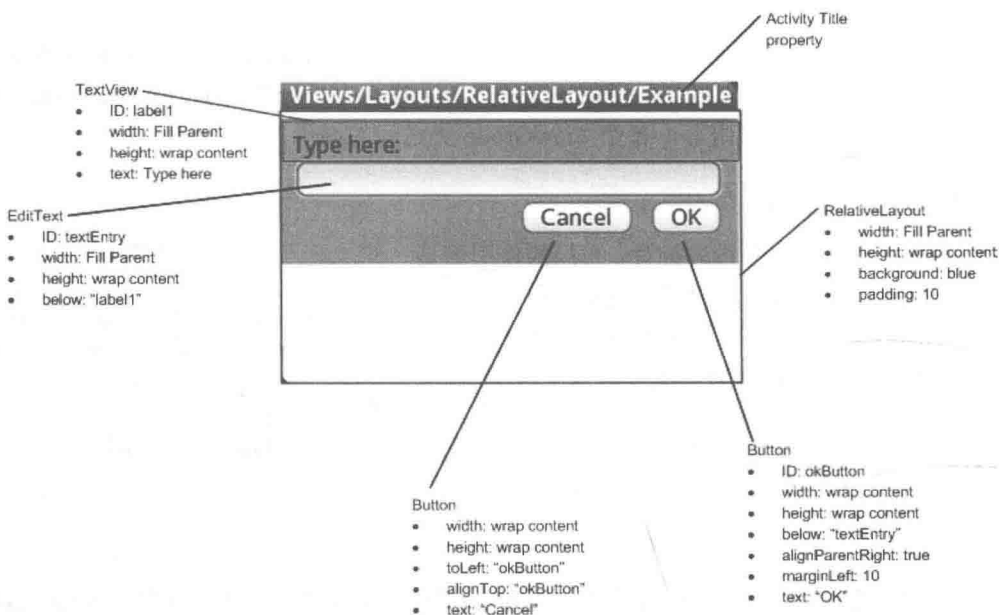 Activity Title
property
TextView
• ID: label1
• width: Fill Parent
• height: wrap content
• text: Type here
Views/Layouts/RelativeLayout/Example
Type here:
EditText
• ID: textEntry
• width: Fill Parent
• height: wrap content
• below: “label1”
Cancel
OK
RelativeLayout
• width: Fill Parent
• height: wrap content
• background: blue
• padding: 10
Button
• width: wrap content
• height: wrap content
• toLeft: “okButton”
• alignTop: “okButton”
• text: “Cancel”
Button
• ID: okButton
• width: wrap content
• height: wrap content
• below: “textEntry”
• alignParentRight: true
• marginLeft: 10
• text: “OK”